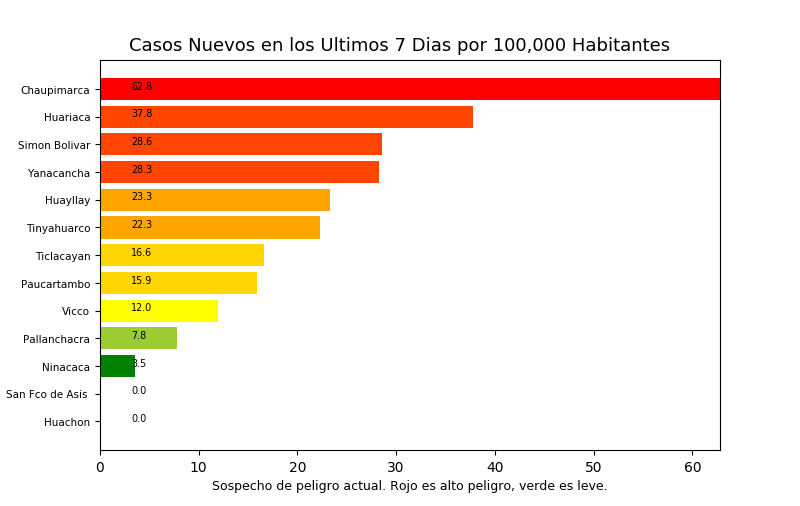 Casos Nuevos en los Ultimos 7 Dias por 100,000 Habitantes
Chaupimarca 62.8
Huariaca 37.8
Simon Bolivar 28.6
Yanacancha 28.3
Huayllay 23.3
Tinyahuarco 22.3
Ticlacayan 16.6
Paucartambo 15.9
Vicco 12.0
Pallanchacra 7.8
Ninacaca 3.5
San Fco de Asis 0.0
Huachon 0.0
0 10 20 30 40 50 60
Sospecho de peligro actual. Rojo es alto peligro, verde es leve.